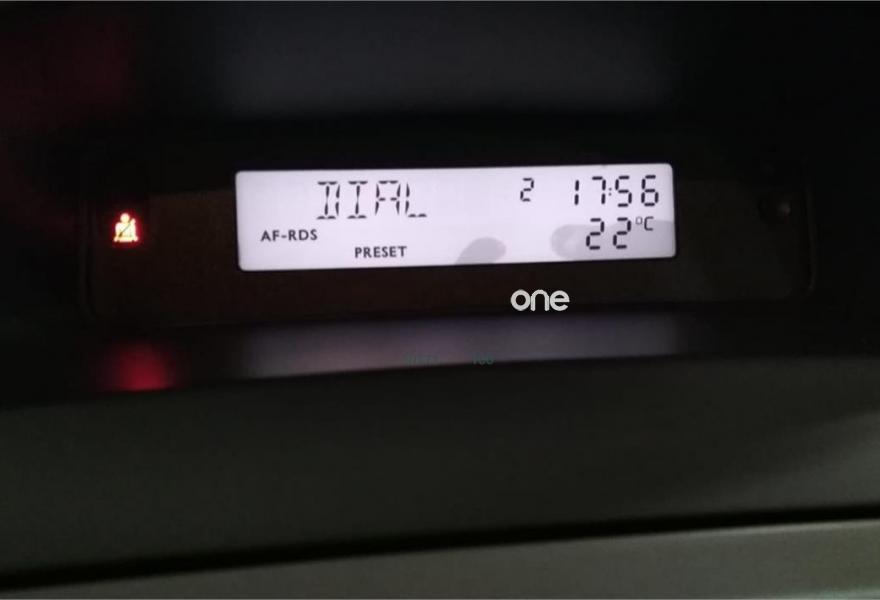 DIAL 2 17:56
AF-RDS 22°C
PRESET
one